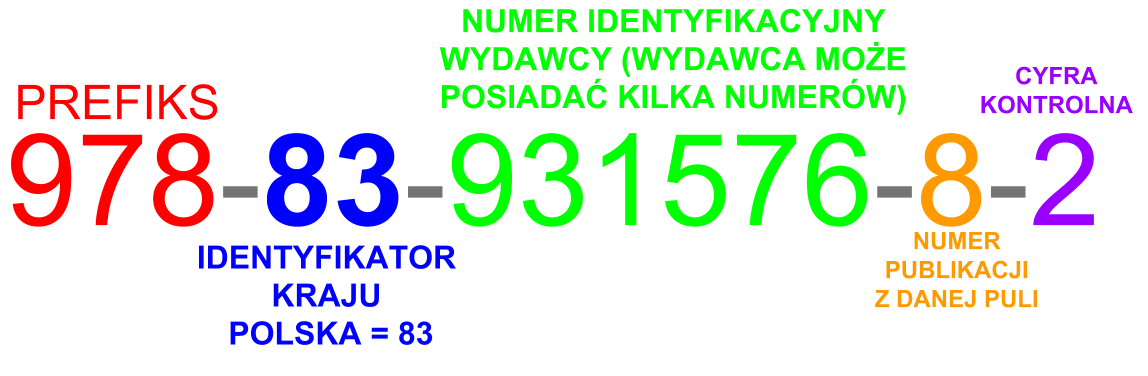 NUMER IDENTYFIKACYJNY
WYDAWCY (WYDAWCA MOŻE
POSIADAĆ KILKA NUMERÓW)
CYFRA
KONTROLNA
PREFIKS
978-83-931576-8-2
IDENTYFIKATOR
KRAJU
POLSKA = 83
NUMER
PUBLIKACJI
Z DANEJ PULI